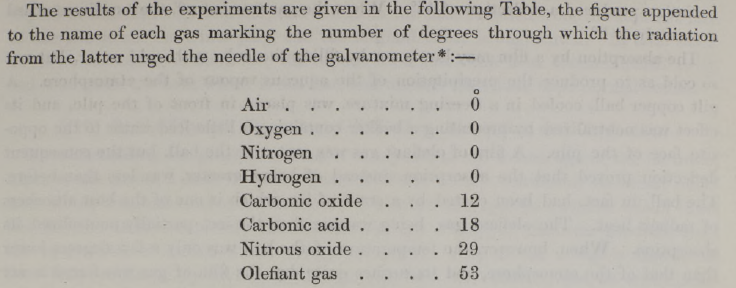 The results of the experiments are given in the following Table, the figure appended
to the name of each gas marking the number of degrees through which the radiation
from the latter urged the needle of the galvanometer*:—
°
Air . . . . . 0
Oxygen . . . . 0
Nitrogen . . . 0
Hydrogen . . . 0
Carbonic oxide . 12
Carbonic acid . . . 18
Nitrous oxide . . . 29
Olefiant gas . . . . 53